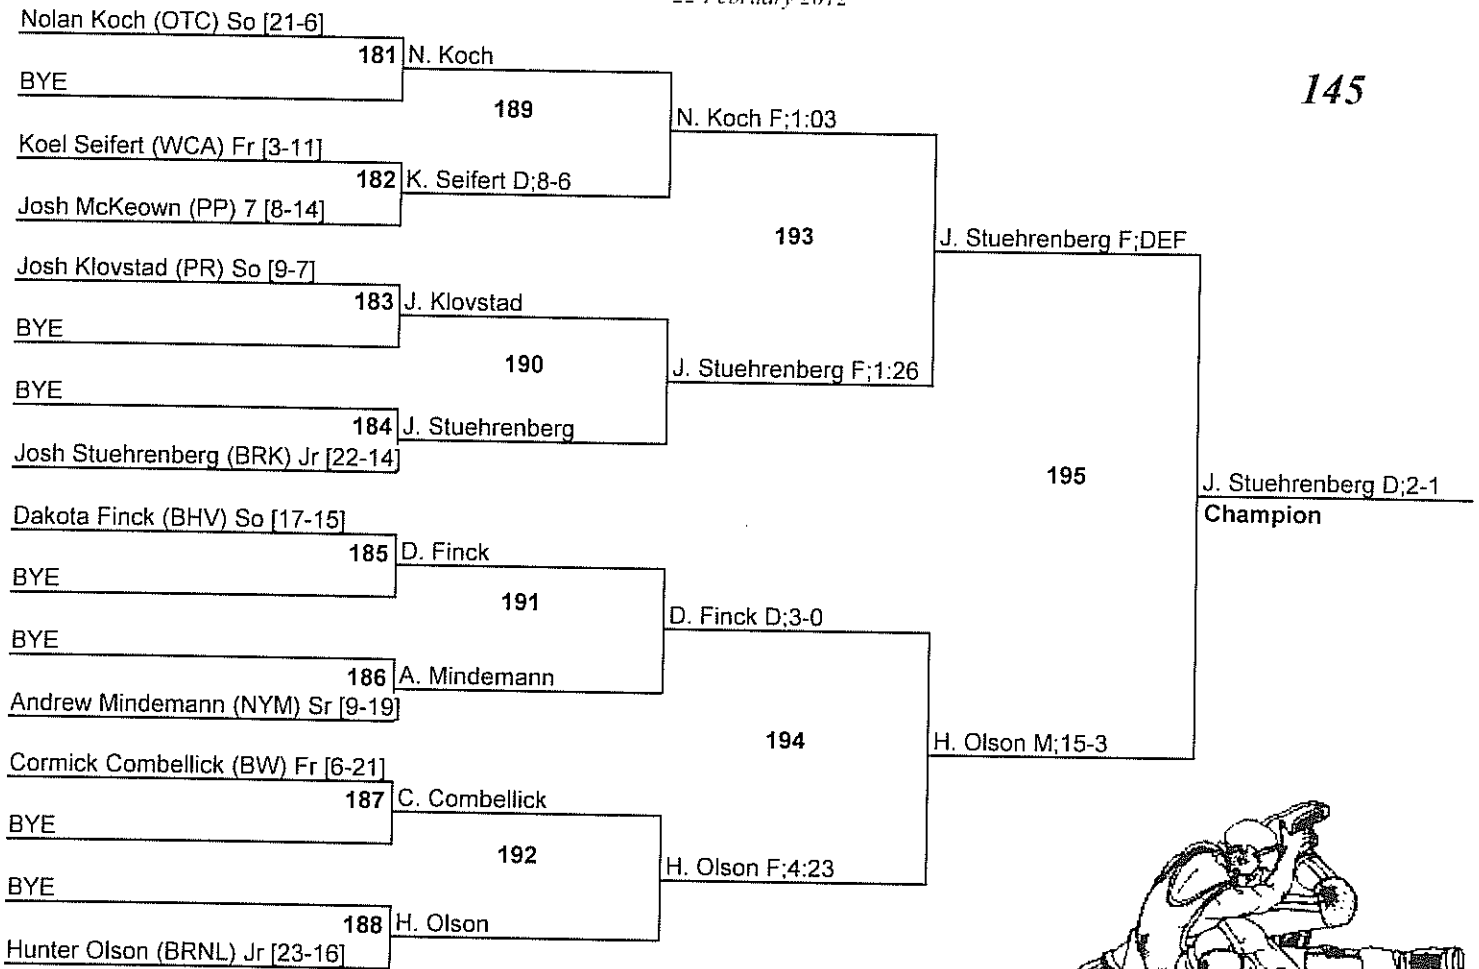 22 February 2012
145
Nolan Koch (OTC) So [21-6]
181
BYE
N. Koch
189
Koel Seifert (WCA) Fr [3-11]
182
Josh McKeown (PP) 7 [8-14]
K. Seifert D;8-6
N. Koch F;1:03
193
Josh Klovstad (PR) So [9-7]
183
BYE
J. Klovstad
190
BYE
184
Josh Stuehrenberg (BRK) Jr [22-14]
J. Stuehrenberg
J. Stuehrenberg F;1:26
J. Stuehrenberg F;DEF
195
Dakota Finck (BHV) So [17-15]
185
BYE
D. Finck
191
BYE
186
Andrew Mindemann (NYM) Sr [9-19]
A. Mindemann
D. Finck D;3-0
194
Cormick Combellick (BW) Fr [6-21]
187
BYE
C. Combellick
192
BYE
188
Hunter Olson (BRNL) Jr [23-16]
H. Olson
H. Olson F;4:23
H. Olson M;15-3
J. Stuehrenberg D;2-1
Champion